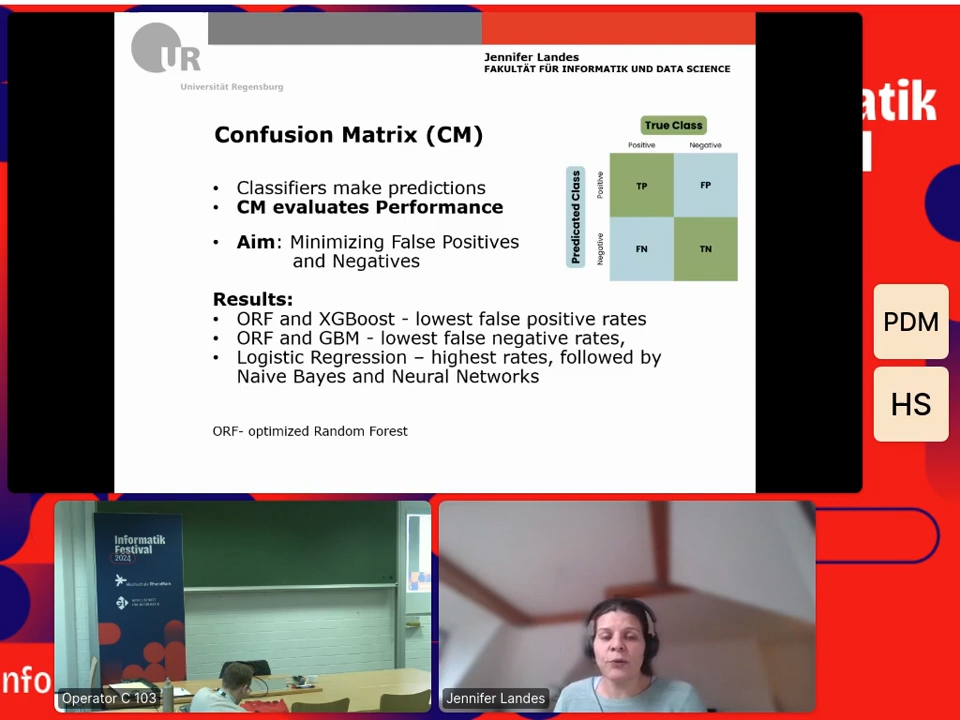 UR
Universität Regensburg
Jennifer Landes
FAKULTÄT FÜR INFORMATIK UND DATA SCIENCE
Confusion Matrix (CM)
• Classifiers make predictions
• CM evaluates Performance
• Aim: Minimizing False Positives
and Negatives
True Class
Positive Negative
Predicated Class
Positive
Negative
TP FP
FN TN
Results:
• ORF and XGBoost - lowest false positive rates
• ORF and GBM - lowest false negative rates,
• Logistic Regression – highest rates, followed by
Naive Bayes and Neural Networks
ORF- optimized Random Forest
atik
PDM
HS
Informatik
Festival
2024
Hochschule RheinMain
Operator C 103
Jennifer Landes
nfo